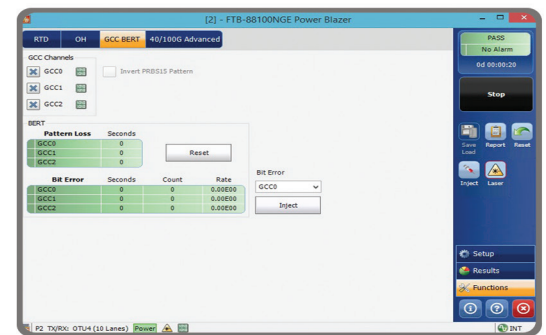 [2] - FTB-88100NGE Power Blazer
RTD OH GCC BERT 40/100G Advanced
GCC Channels
GCC0 Invert PRBS15 Pattern
GCC1
GCC2
BERT
Pattern Loss Seconds
GCC0 0
GCC1 0
GCC2 0
Reset
Bit Error Seconds Count Rate
GCC0 0 0 0.00E00
GCC1 0 0 0.00E00
GCC2 0 0 0.00E00
Bit Error
GCC0
Inject
PASS
No Alarm
0d 00:00:20
Stop
Save Load Report Reset
Inject Laser
Setup
Results
Functions
P2 TX/RX: OTU4 (10 Lanes) Power INT